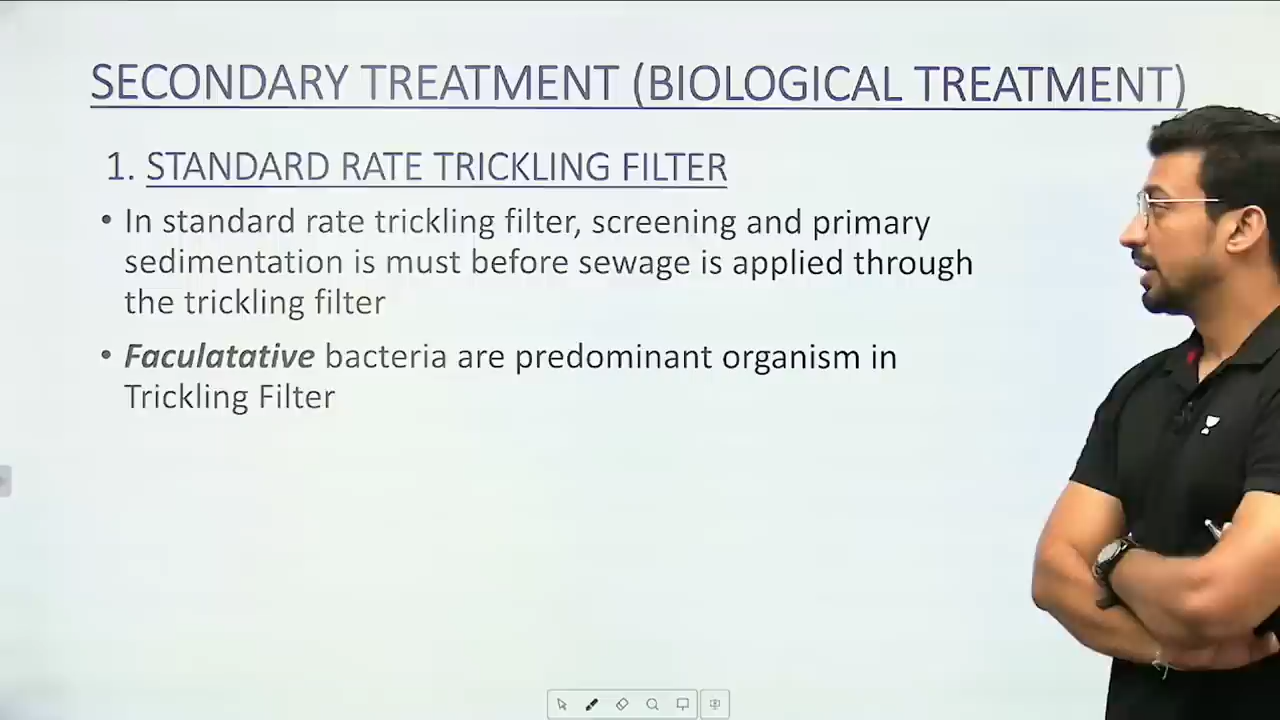 SECONDARY TREATMENT (BIOLOGICAL TREATMENT)
1. STANDARD RATE TRICKLING FILTER
• In standard rate trickling filter, screening and primary
sedimentation is must before sewage is applied through
the trickling filter
• Faculatative bacteria are predominant organism in
Trickling Filter